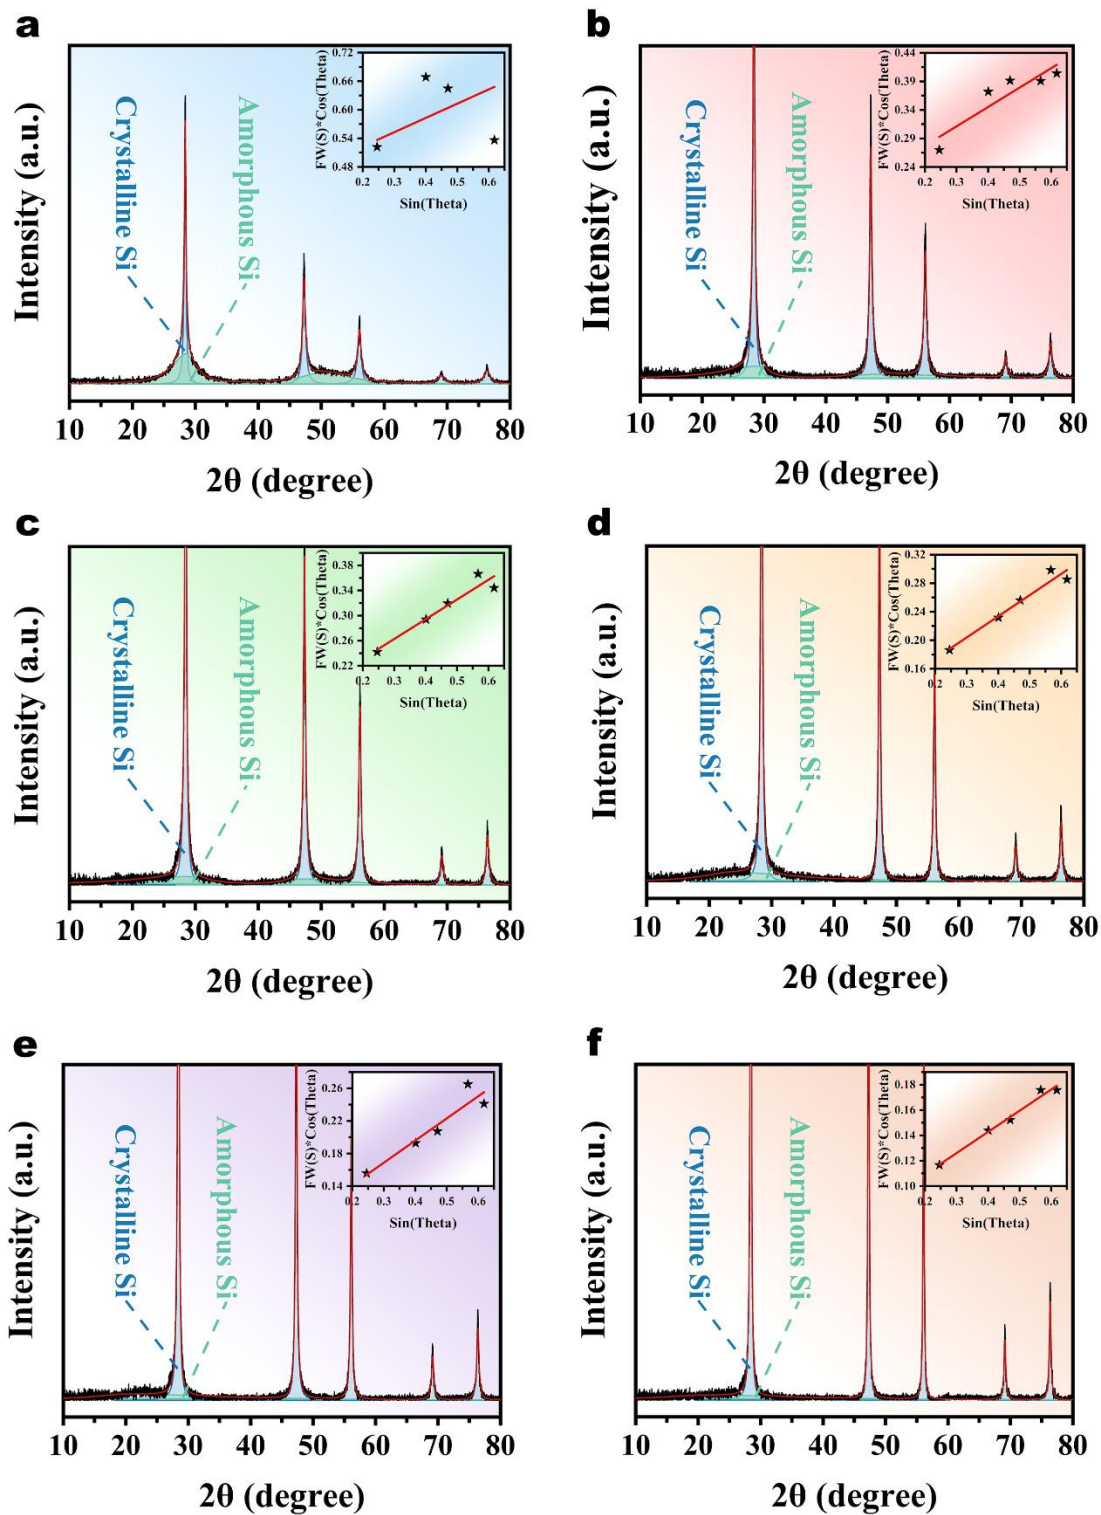 a
Intensity (a.u.)
Crystalline Si
Amorphous Si
FW(S)*Cos(Theta)
0.72
0.66
0.60
0.54
0.48
0.2 0.3 0.4 0.5 0.6
Sin(Theta)
10 20 30 40 50 60 70 80
2θ (degree)
b
Intensity (a.u.)
Crystalline Si
Amorphous Si
FW(S)*Cos(Theta)
0.44
0.39
0.34
0.29
0.24
0.2 0.3 0.4 0.5 0.6
Sin(Theta)
10 20 30 40 50 60 70 80
2θ (degree)
c
Intensity (a.u.)
Crystalline Si
Amorphous Si
FW(S)*Cos(Theta)
0.38
0.34
0.30
0.26
0.22
0.2 0.3 0.4 0.5 0.6
Sin(Theta)
10 20 30 40 50 60 70 80
2θ (degree)
d
Intensity (a.u.)
Crystalline Si
Amorphous Si
FW(S)*Cos(Theta)
0.32
0.28
0.24
0.20
0.16
0.2 0.3 0.4 0.5 0.6
Sin(Theta)
10 20 30 40 50 60 70 80
2θ (degree)
e
Intensity (a.u.)
Crystalline Si
Amorphous Si
FW(S)*Cos(Theta)
0.26
0.22
0.18
0.14
0.2 0.3 0.4 0.5 0.6
Sin(Theta)
10 20 30 40 50 60 70 80
2θ (degree)
f
Intensity (a.u.)
Crystalline Si
Amorphous Si
FW(S)*Cos(Theta)
0.18
0.16
0.14
0.12
0.10
0.2 0.3 0.4 0.5 0.6
Sin(Theta)
10 20 30 40 50 60 70 80
2θ (degree)